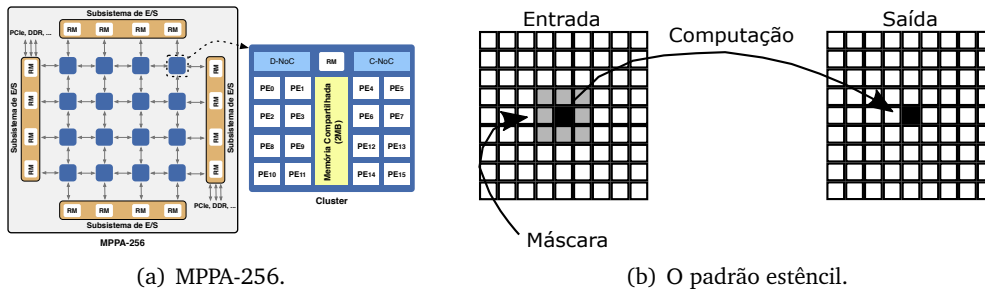 Subsistema de E/S
RM RM RM RM
PCIe, DDR, ...
Subsistema de E/S
RM
RM
RM
RM
Subsistema de E/S
RM
RM
RM
RM
PCIe, DDR, ...
RM RM RM RM
Subsistema de E/S
MPPA-256
D-NoC RM C-NoC
PE0 PE1 PE4 PE5
PE2 PE3 PE6 PE7
PE8 PE9 PE12 PE13
PE10 PE11 PE14 PE15
Memória Compartilhada
(2MB)
Cluster
(a) MPPA-256.
Entrada
Computação
Saída
Máscara
(b) O padrão estêncil.